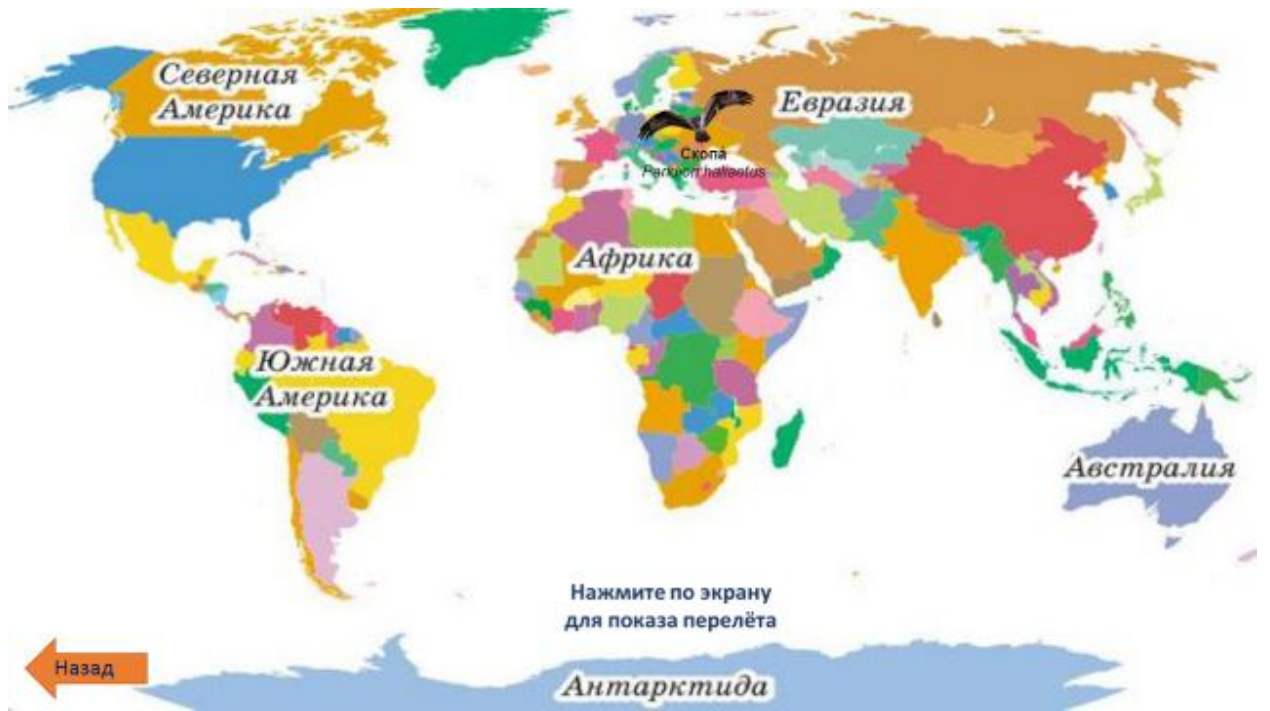 Северная
Америка
Евразия
Скопа
Pandion haliaetus
Африка
Южная
Америка
Австралия
Нажмите по экрану
для показа перелёта
Назад
Антарктида